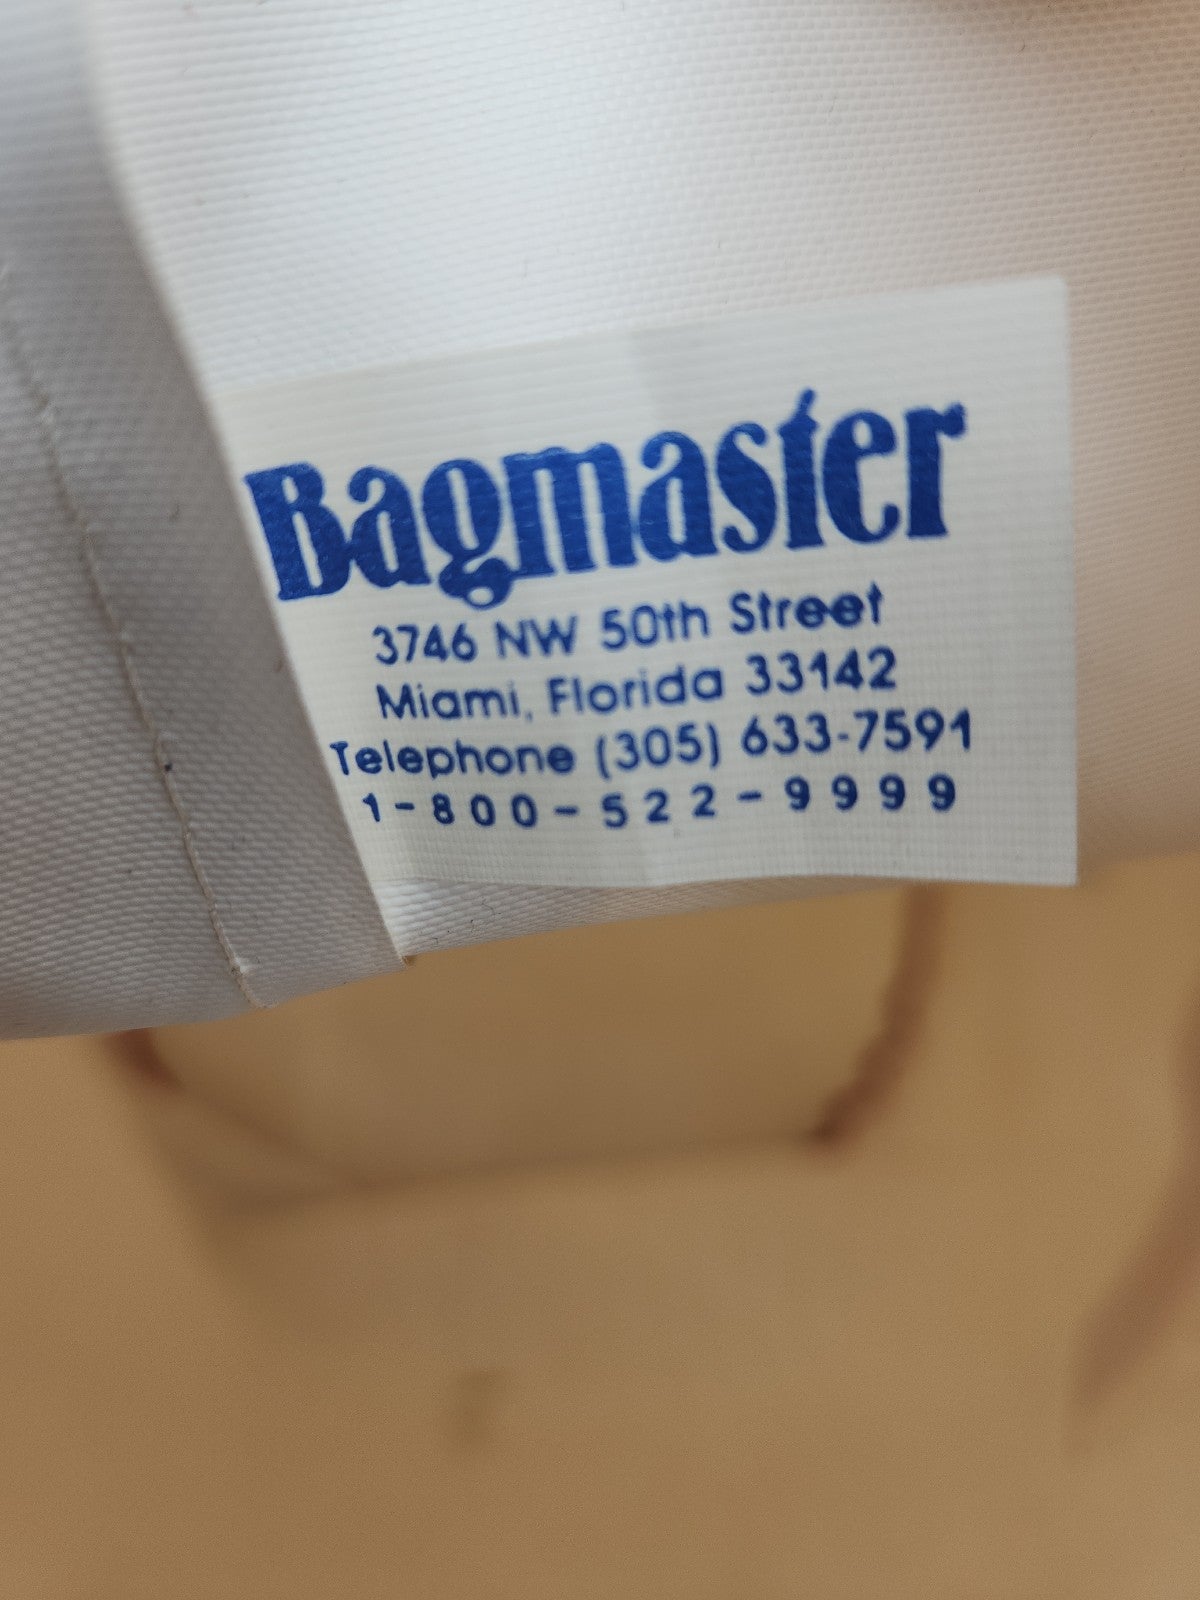 Bagmaster
3746 NW 50th Street
Miami, Florida 33142
Telephone (305) 633-7591
1-800-522-9999